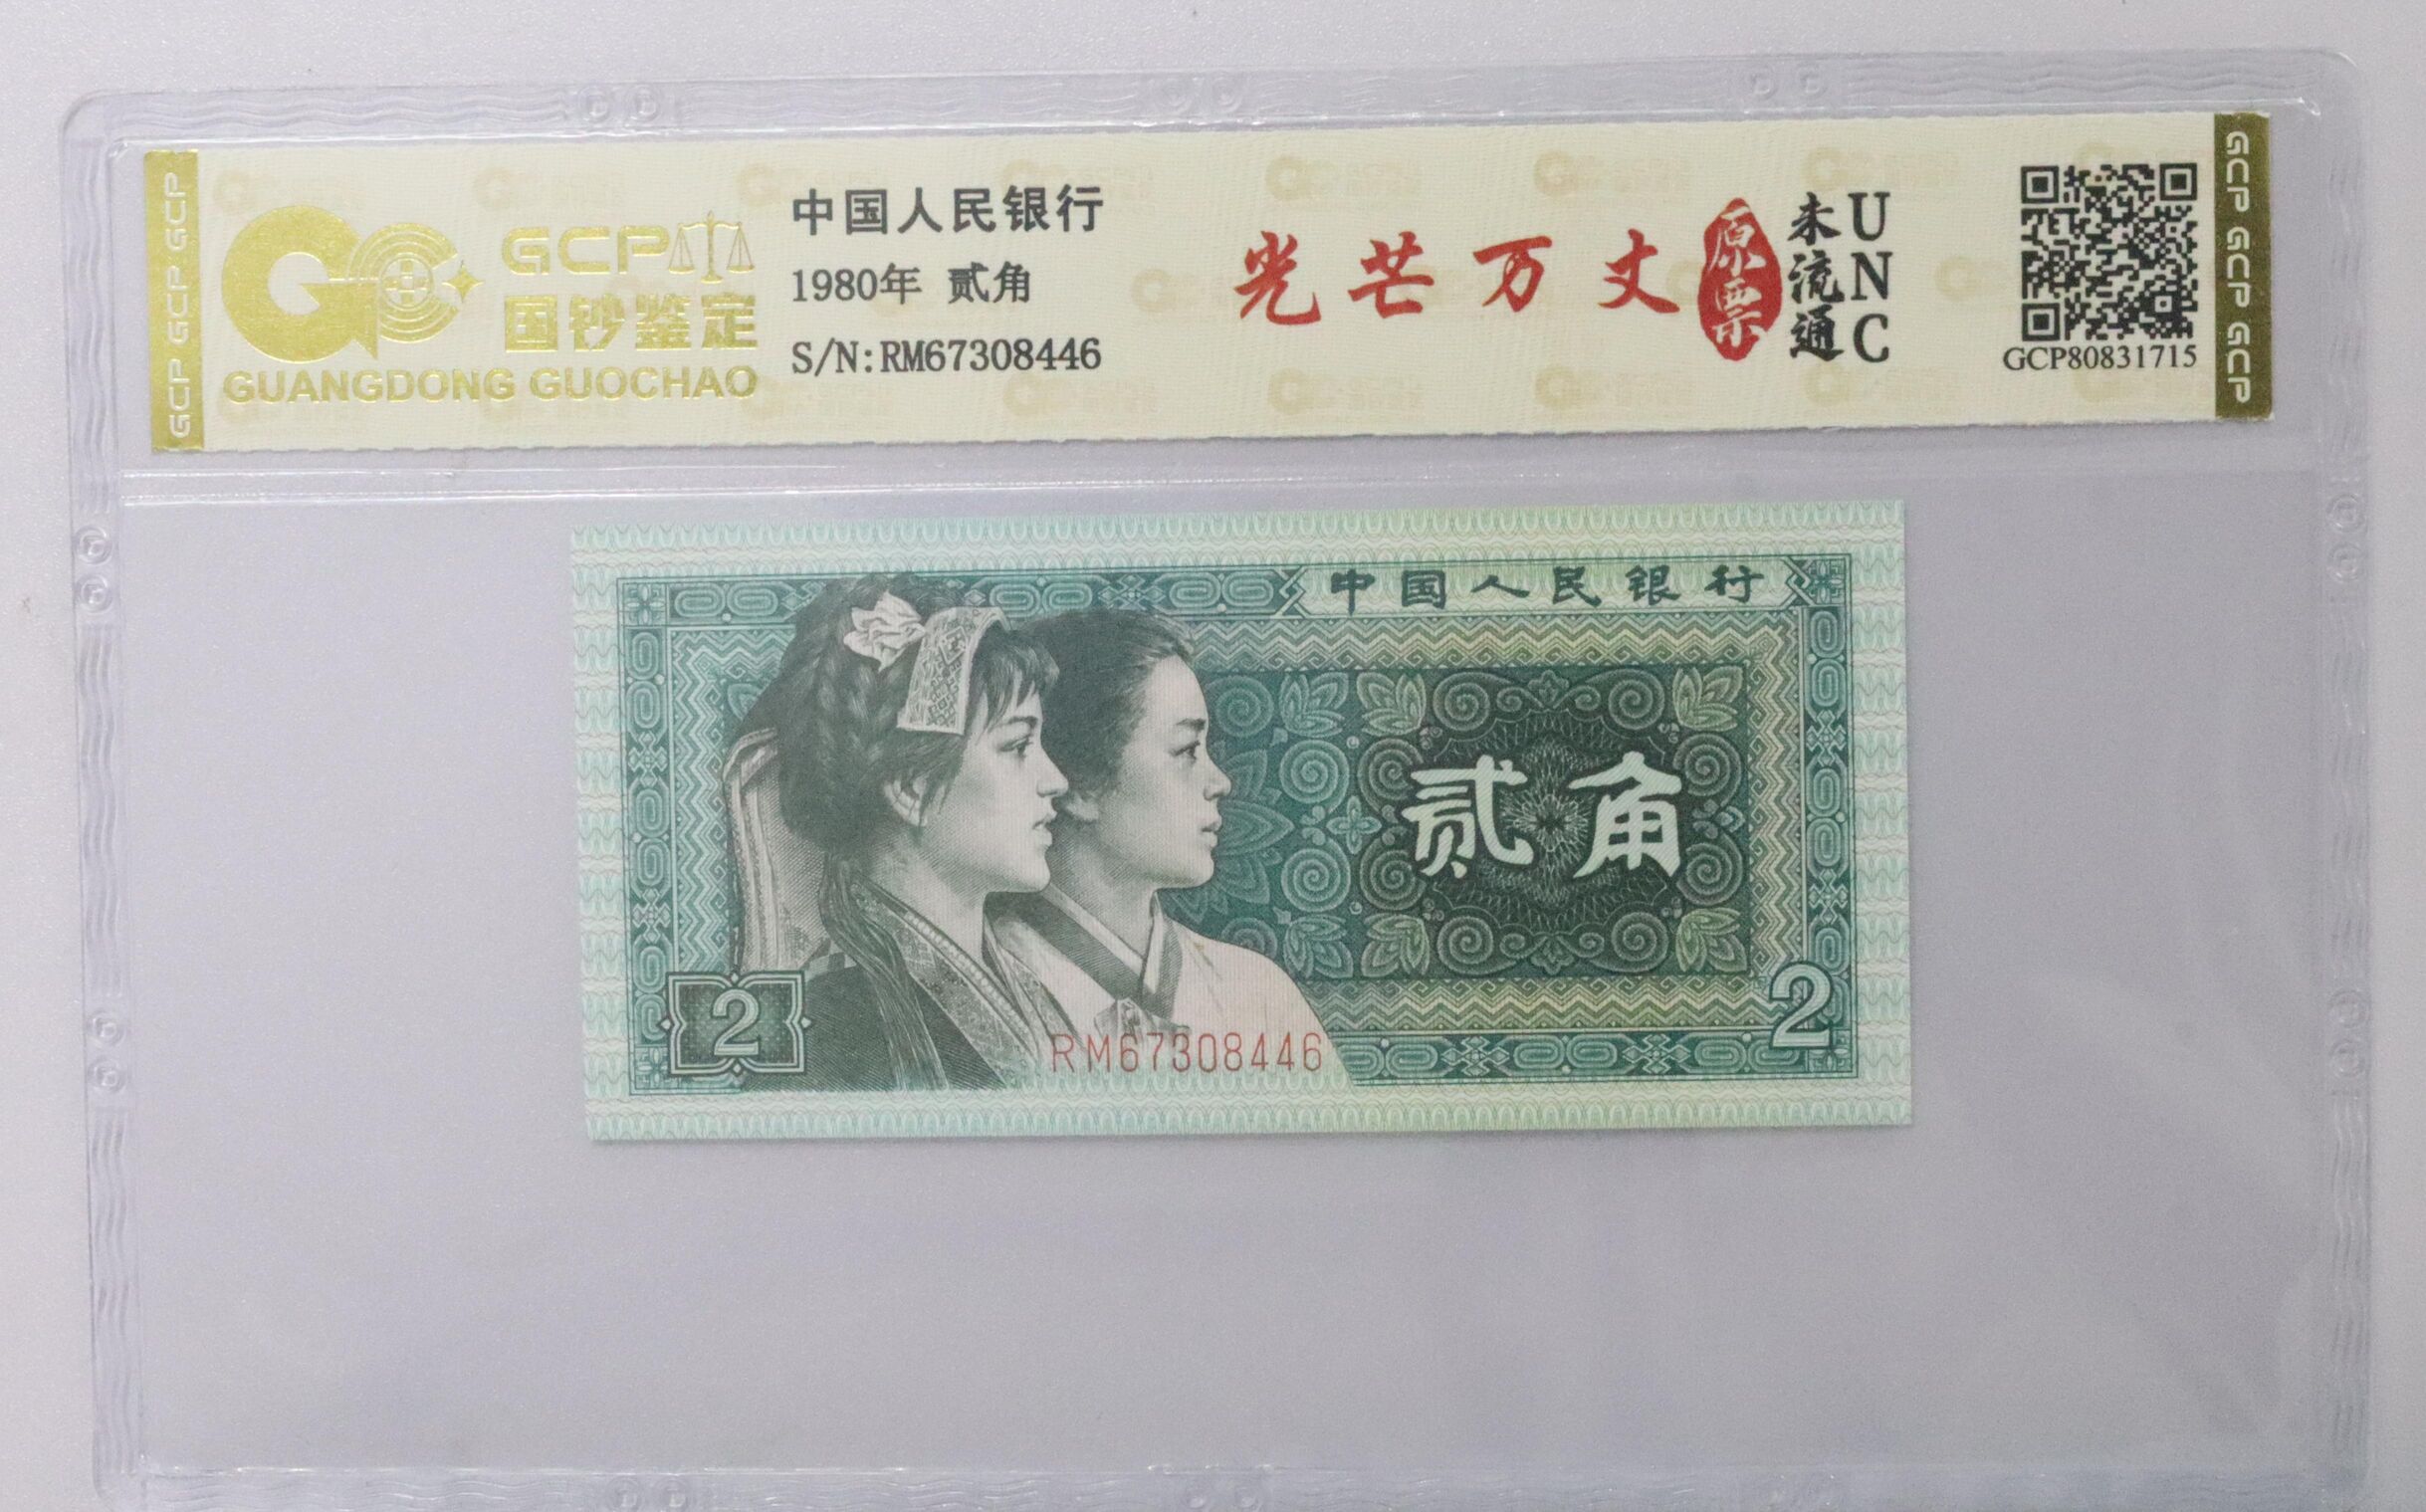 GCP GCP GCP
GCP
国钞鉴定
GUANGDONG GUOCHAO
中国人民银行
1980年 贰角
S/N:RM67308446
光芒万丈
原票
未流通
UNC
GCP80831715
GCP GCP GCP GCP
中国人民银行
贰角
2
2
RM67308446